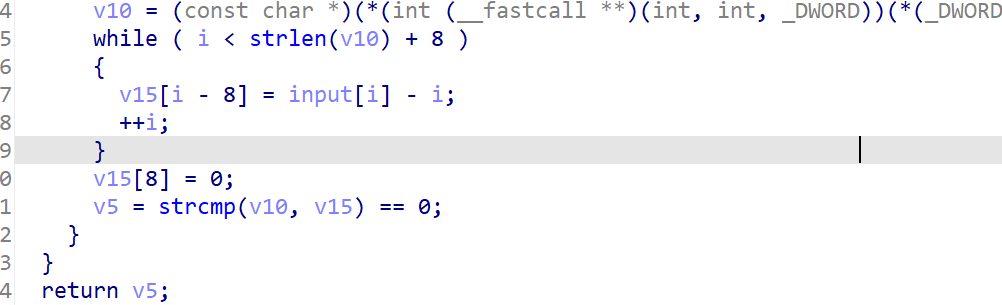 4 v10 = (const char *)(*(int (__fastcall **)(int, int, _DWORD))(*(_DWORD
5 while ( i < strlen(v10) + 8 )
6 {
7 v15[i - 8] = input[i] - i;
8 ++i;
9 }
0 v15[8] = 0;
1 v5 = strcmp(v10, v15) == 0;
2 }
3 }
4 return v5;